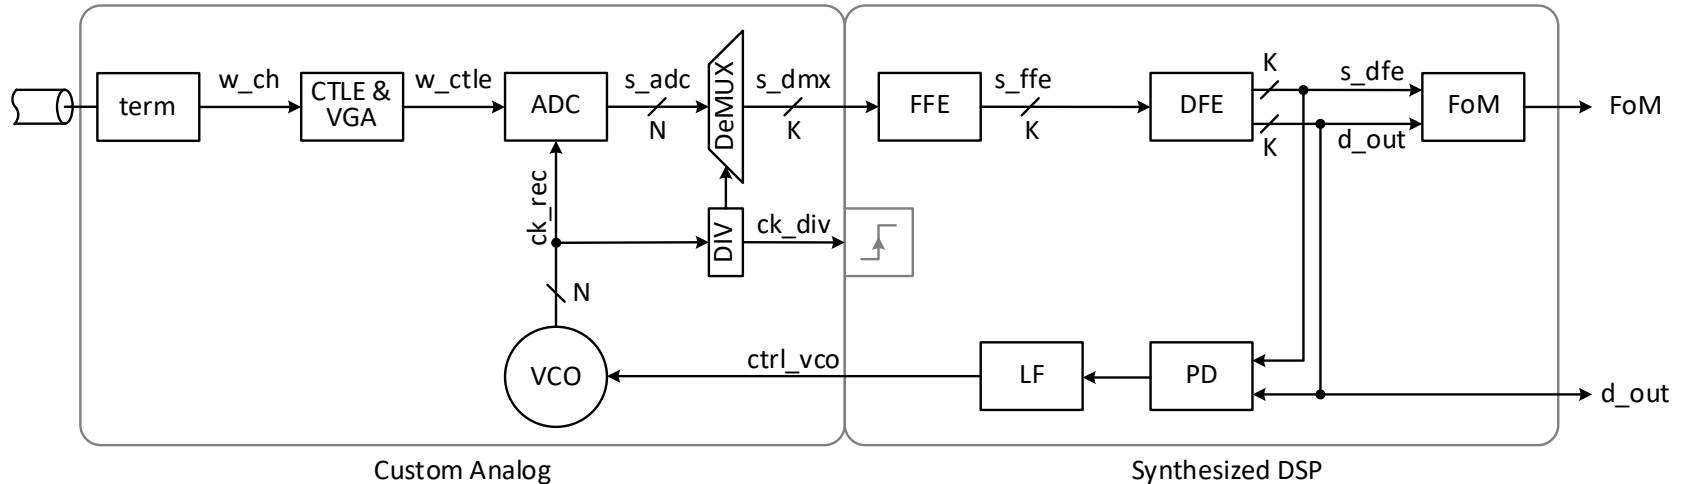 term
w_ch
CTLE &
VGA
w_ctle
ADC
s_adc
N
DeMUX
s_dmx
K
FFE
s_ffe
K
DFE
K
s_dfe
K
d_out
FoM
FoM
ck_rec
DIV
ck_div
N
VCO
ctrl_vco
LF
PD
d_out
Custom Analog
Synthesized DSP